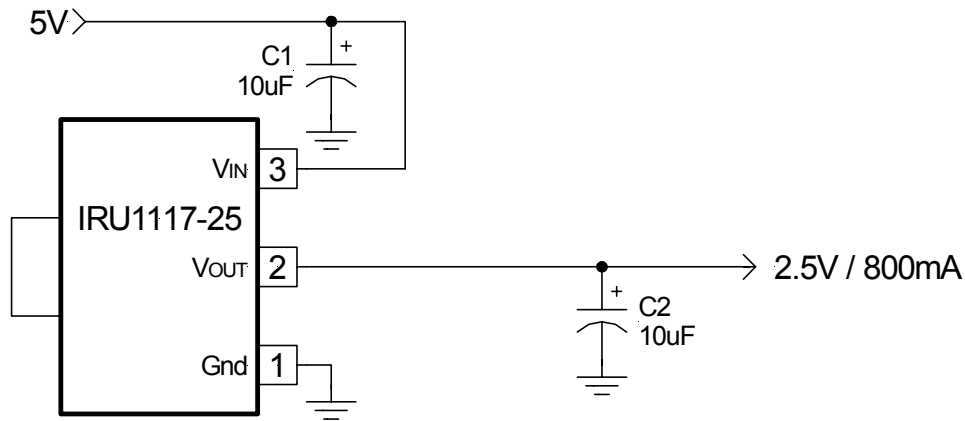 5V
+
C1
10uF
VIN 3
IRU1117-25
VOUT 2
2.5V / 800mA
+
C2
10uF
Gnd 1